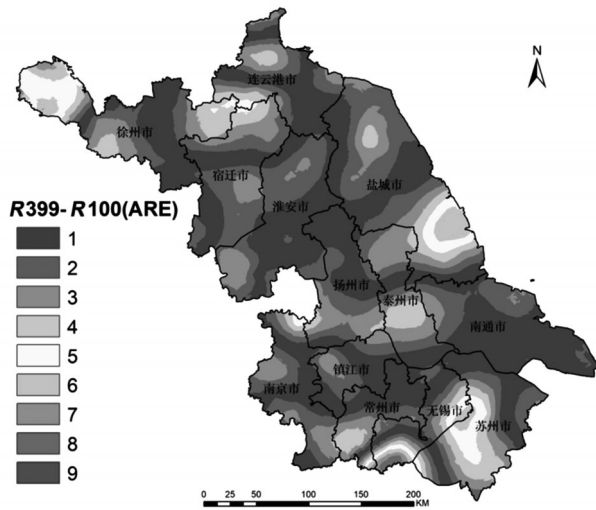 N
连云港市
徐州市
宿迁市
淮安市
盐城市
R399- R100(ARE)
1
2
3
4
5
6
7
8
9
扬州市
泰州市
南通市
镇江市
南京市
常州市
无锡市
苏州市
0 25 50 100 150 200
KM